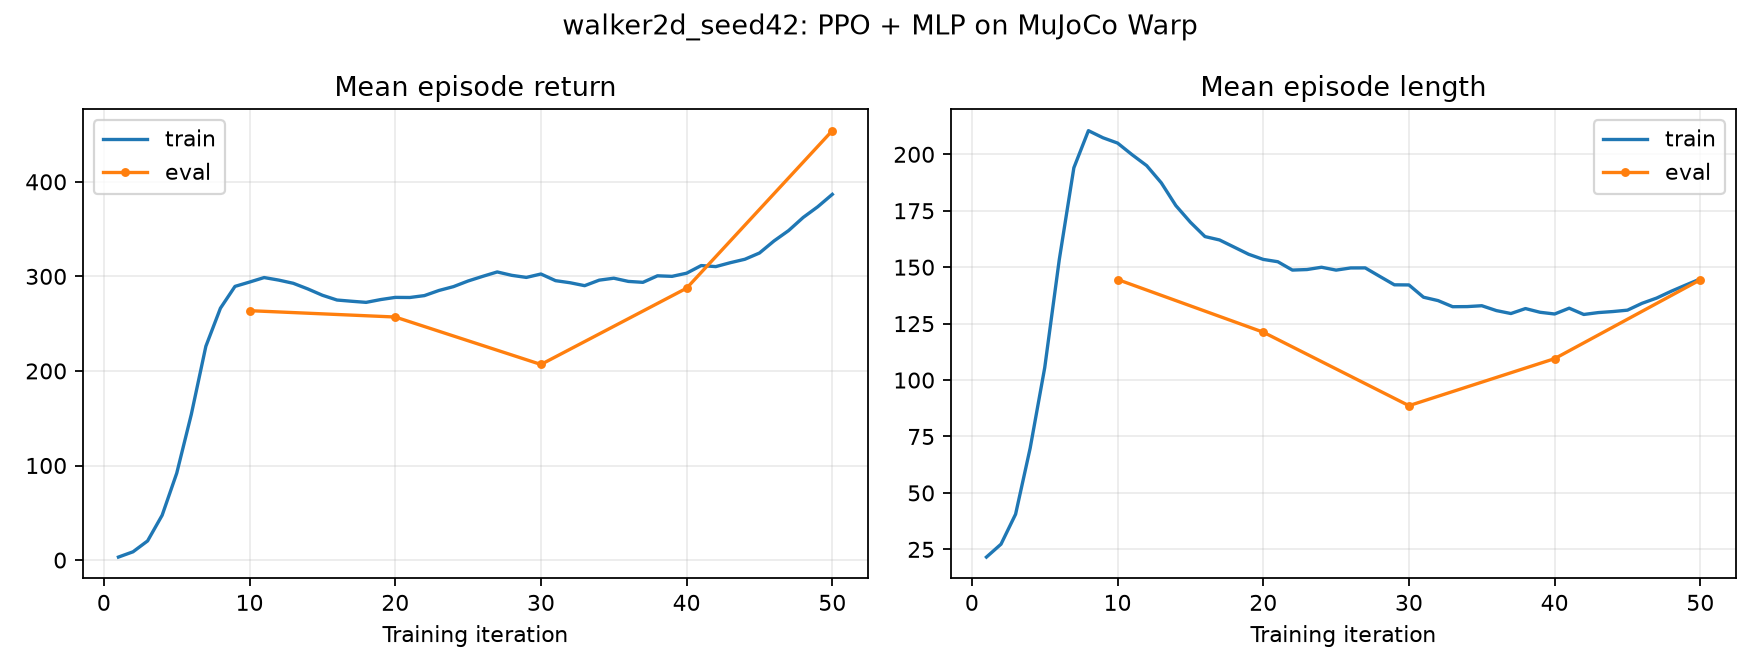 walker2d_seed42: PPO + MLP on MuJoCo Warp
Mean episode return
train
eval
400
300
200
100
0
0 10 20 30 40 50
Training iteration
Mean episode length
train
eval
200
175
150
125
100
75
50
25
0 10 20 30 40 50
Training iteration